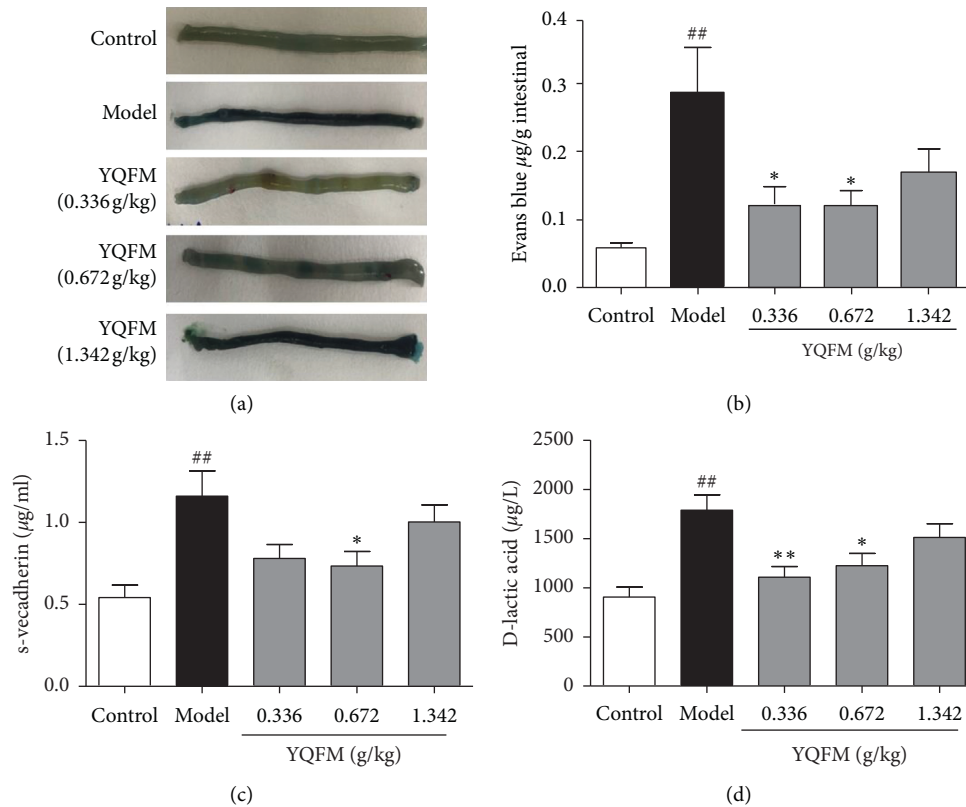 Control
Model
YQFM
(0.336 g/kg)
YQFM
(0.672 g/kg)
YQFM
(1.342 g/kg)
(a)
Evans blue μg/g intestinal
0.4
0.3
0.2
0.1
0.0
##
*
*
Control Model 0.336 0.672 1.342
YQFM (g/kg)
(b)
s-vecadherin (μg/ml)
1.5
1.0
0.5
0.0
##
*
Control Model 0.336 0.672 1.342
YQFM (g/kg)
(c)
D-lactic acid (μg/L)
2500
2000
1500
1000
500
0
##
**
*
Control Model 0.336 0.672 1.342
YQFM (g/kg)
(d)